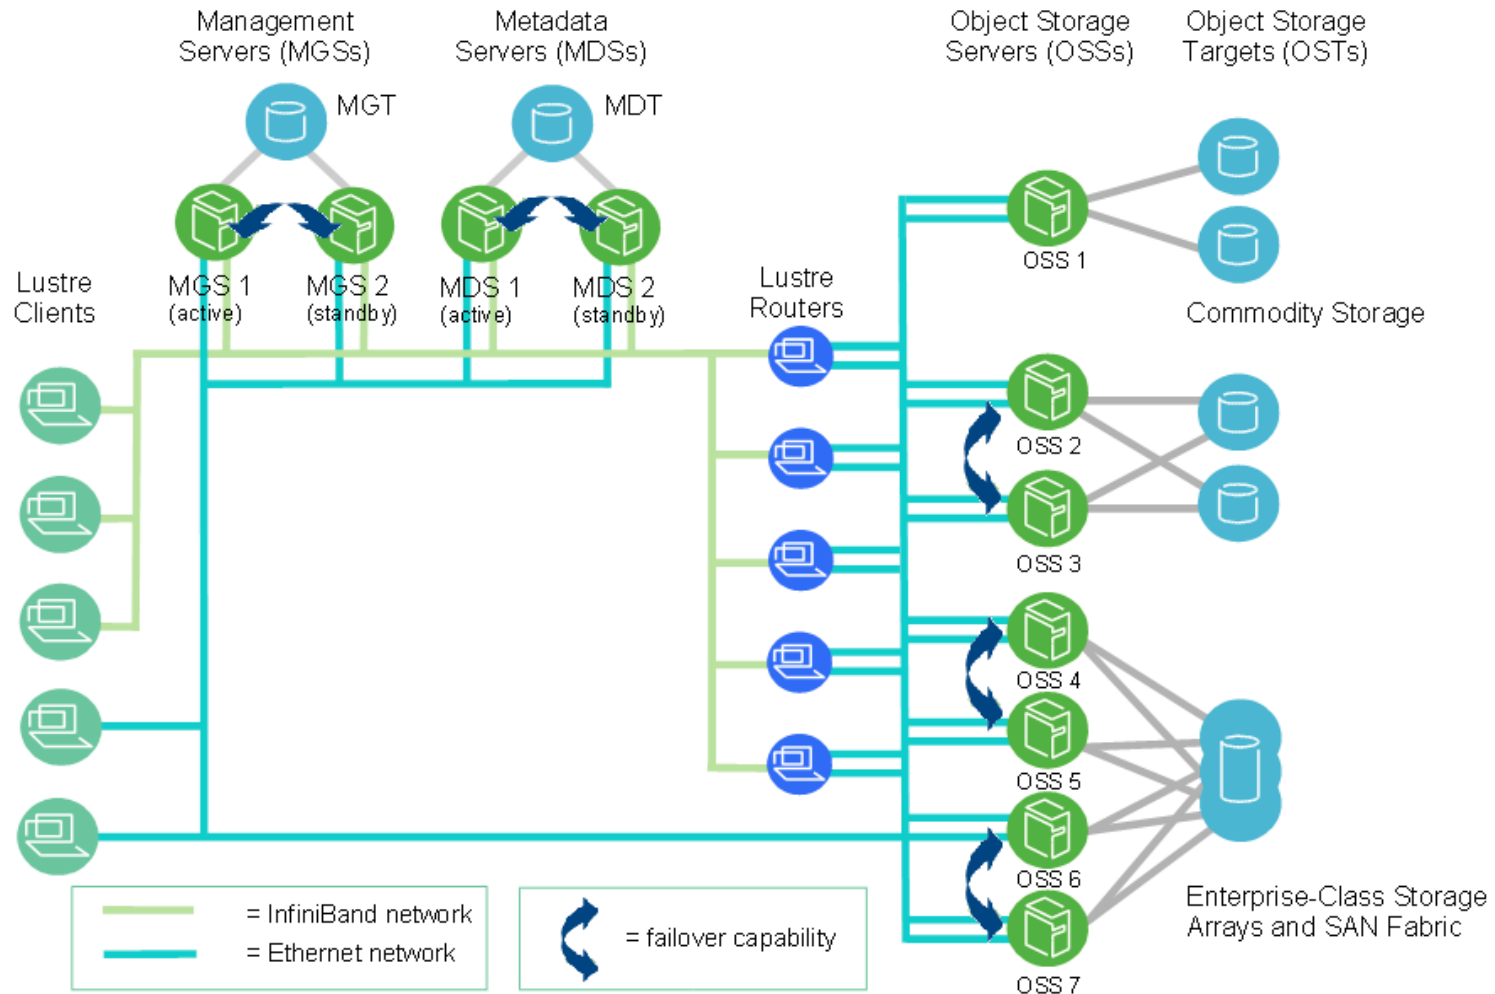 Management
Servers (MGSs)
Metadata
Servers (MDSs)
Object Storage
Servers (OSSs)
Object Storage
Targets (OSTs)
MGT
MDT
MGS 1
(active)
MGS 2
(standby)
MDS 1
(active)
MDS 2
(standby)
Lustre
Clients
Lustre
Routers
OSS 1
Commodity Storage
OSS 2
OSS 3
OSS 4
OSS 5
OSS 6
OSS 7
Enterprise-Class Storage
Arrays and SAN Fabric
= InfiniBand network
= Ethernet network
= failover capability